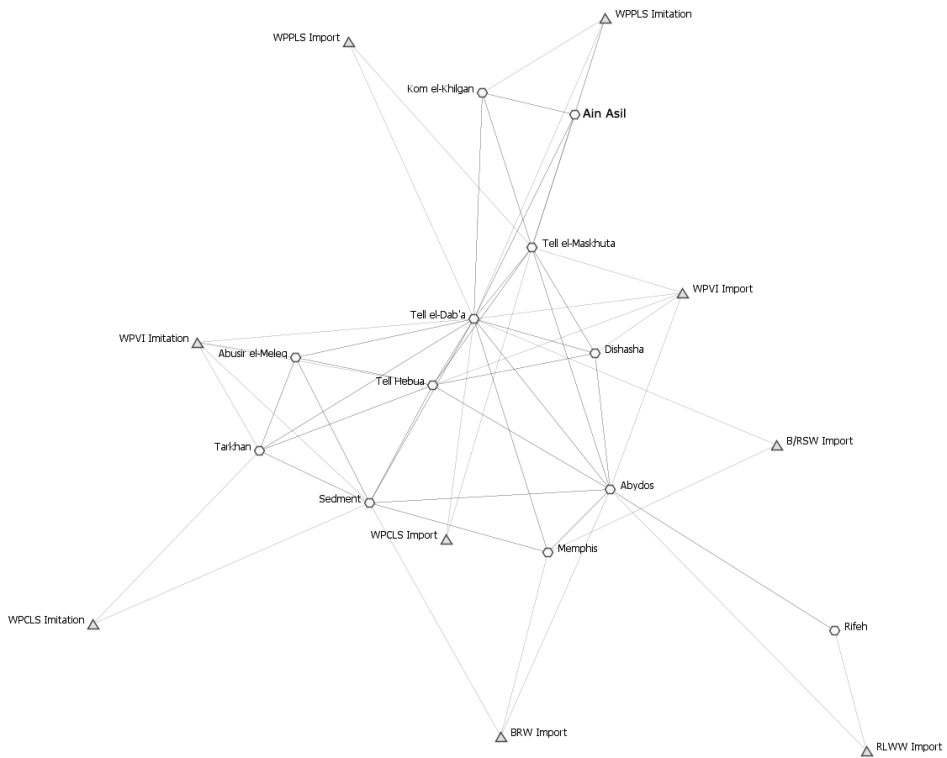 WPPLS Imitation
WPPLS Import
Kom el-Khilgan
Ain Asil
Tell el-Maskhuta
WPVI Import
Tell el-Dab'a
WPVI Imitation
Abusir el-Meleq
Dishasha
Tell Hebua
Tarkhan
B/RSW Import
Abydos
Sedment
WPCLS Import
Memphis
WPCLS Imitation
Rifeh
BRW Import
RLWW Import